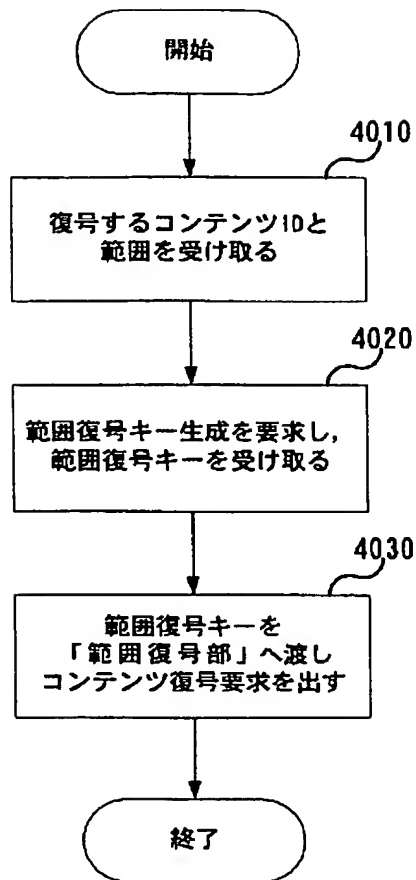 開始
4010
復号するコンテンツIDと
範囲を受け取る
4020
範囲復号キー生成を要求し,
範囲復号キーを受け取る
4030
範囲復号キーを
「範囲復号部」へ渡し
コンテンツ復号要求を出す
終了